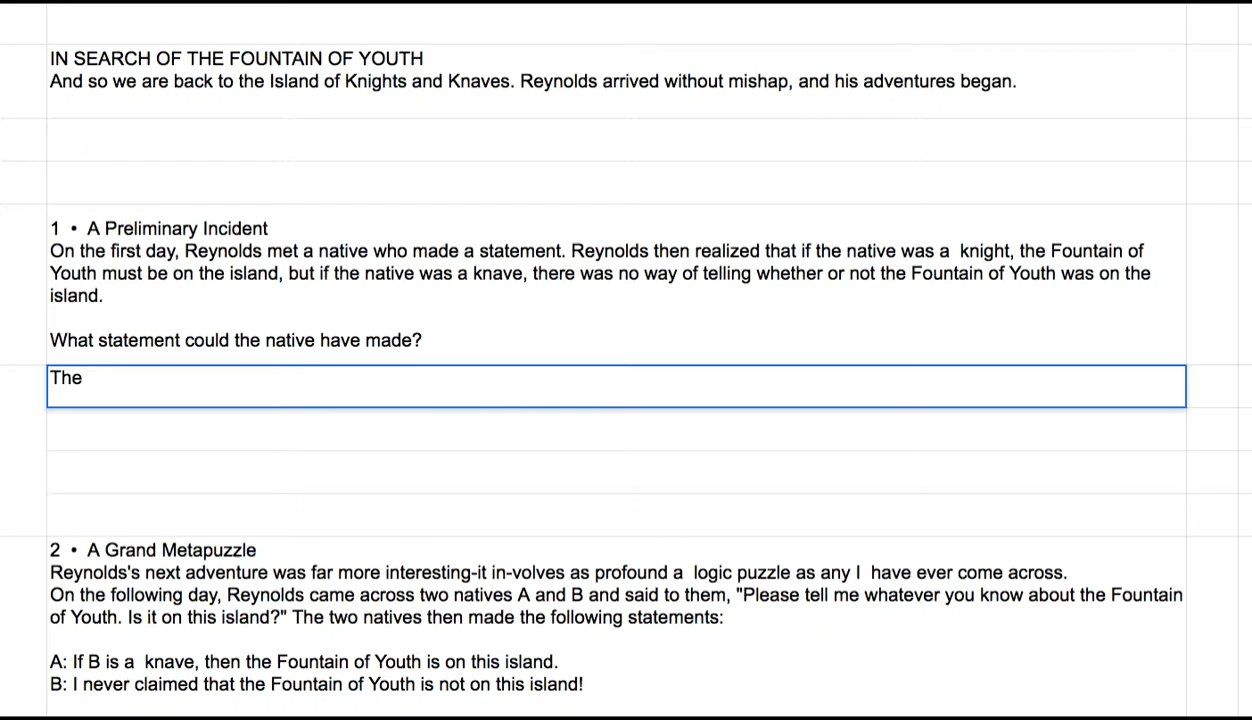 IN SEARCH OF THE FOUNTAIN OF YOUTH
And so we are back to the Island of Knights and Knaves. Reynolds arrived without mishap, and his adventures began.
1 • A Preliminary Incident
On the first day, Reynolds met a native who made a statement. Reynolds then realized that if the native was a  knight, the Fountain of
Youth must be on the island, but if the native was a knave, there was no way of telling whether or not the Fountain of Youth was on the
island.
What statement could the native have made?
The
2 • A Grand Metapuzzle
Reynolds's next adventure was far more interesting-it in-volves as profound a  logic puzzle as any I  have ever come across.
On the following day, Reynolds came across two natives A and B and said to them, "Please tell me whatever you know about the Fountain
of Youth. Is it on this island?" The two natives then made the following statements:
A: If B is a  knave, then the Fountain of Youth is on this island.
B: I never claimed that the Fountain of Youth is not on this island!